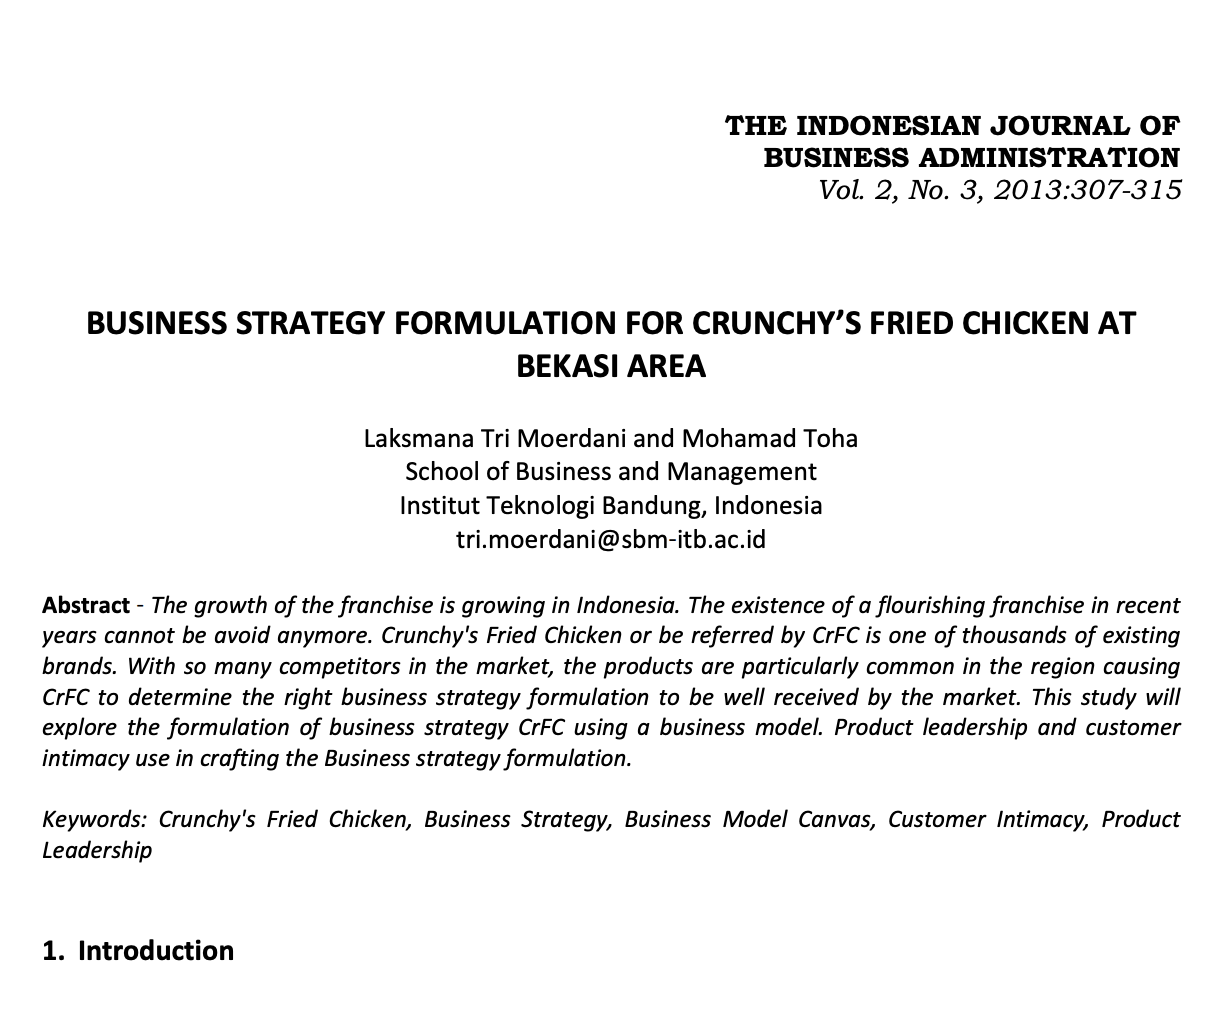 THE INDONESIAN JOURNAL OF
BUSINESS ADMINISTRATION
Vol. 2, No. 3, 2013:307-315
BUSINESS STRATEGY FORMULATION FOR CRUNCHY’S FRIED CHICKEN AT
BEKASI AREA
Laksmana Tri Moerdani and Mohamad Toha
School of Business and Management
Institut Teknologi Bandung, Indonesia
tri.moerdani@sbm-itb.ac.id
Abstract - The growth of the franchise is growing in Indonesia. The existence of a flourishing franchise in recent
years cannot be avoid anymore. Crunchy's Fried Chicken or be referred by CrFC is one of thousands of existing
brands. With so many competitors in the market, the products are particularly common in the region causing
CrFC to determine the right business strategy formulation to be well received by the market. This study will
explore the formulation of business strategy CrFC using a business model. Product leadership and customer
intimacy use in crafting the Business strategy formulation.
Keywords: Crunchy's Fried Chicken, Business Strategy, Business Model Canvas, Customer Intimacy, Product
Leadership
1. Introduction